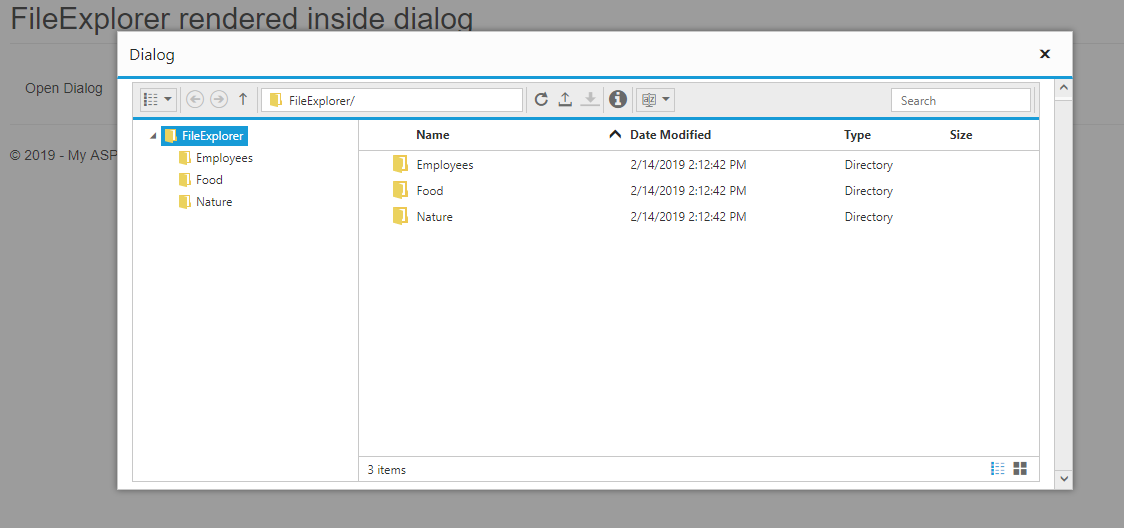 FileExplorer rendered inside dialog
Dialog
Open Dialog
FileExplorer/
Search
FileExplorer
Name Date Modified Type Size
© 2019 - My ASP
Employees
Food
Nature
Employees 2/14/2019 2:12:42 PM Directory
Food 2/14/2019 2:12:42 PM Directory
Nature 2/14/2019 2:12:42 PM Directory
3 items